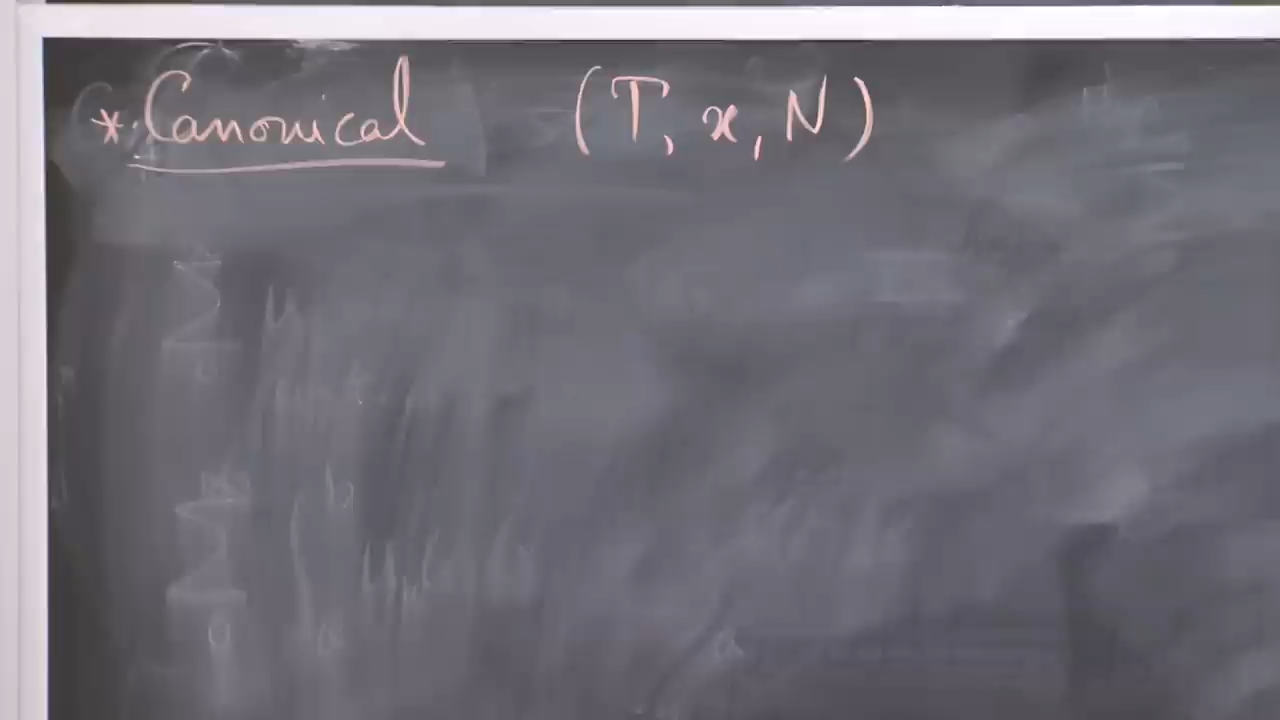 * Canonical (T, x, N)